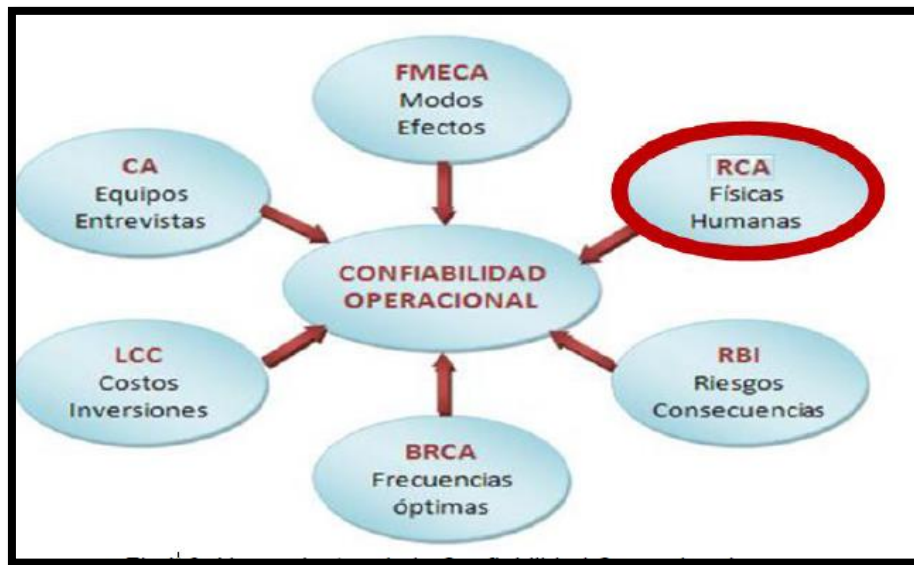 FMECA
Modos
Efectos
CA
Equipos
Entrevistas
RCA
Físicas
Humanas
CONFIABILIDAD
OPERACIONAL
LCC
Costos
Inversiones
RBI
Riesgos
Consecuencias
BRCA
Frecuencias
óptimas